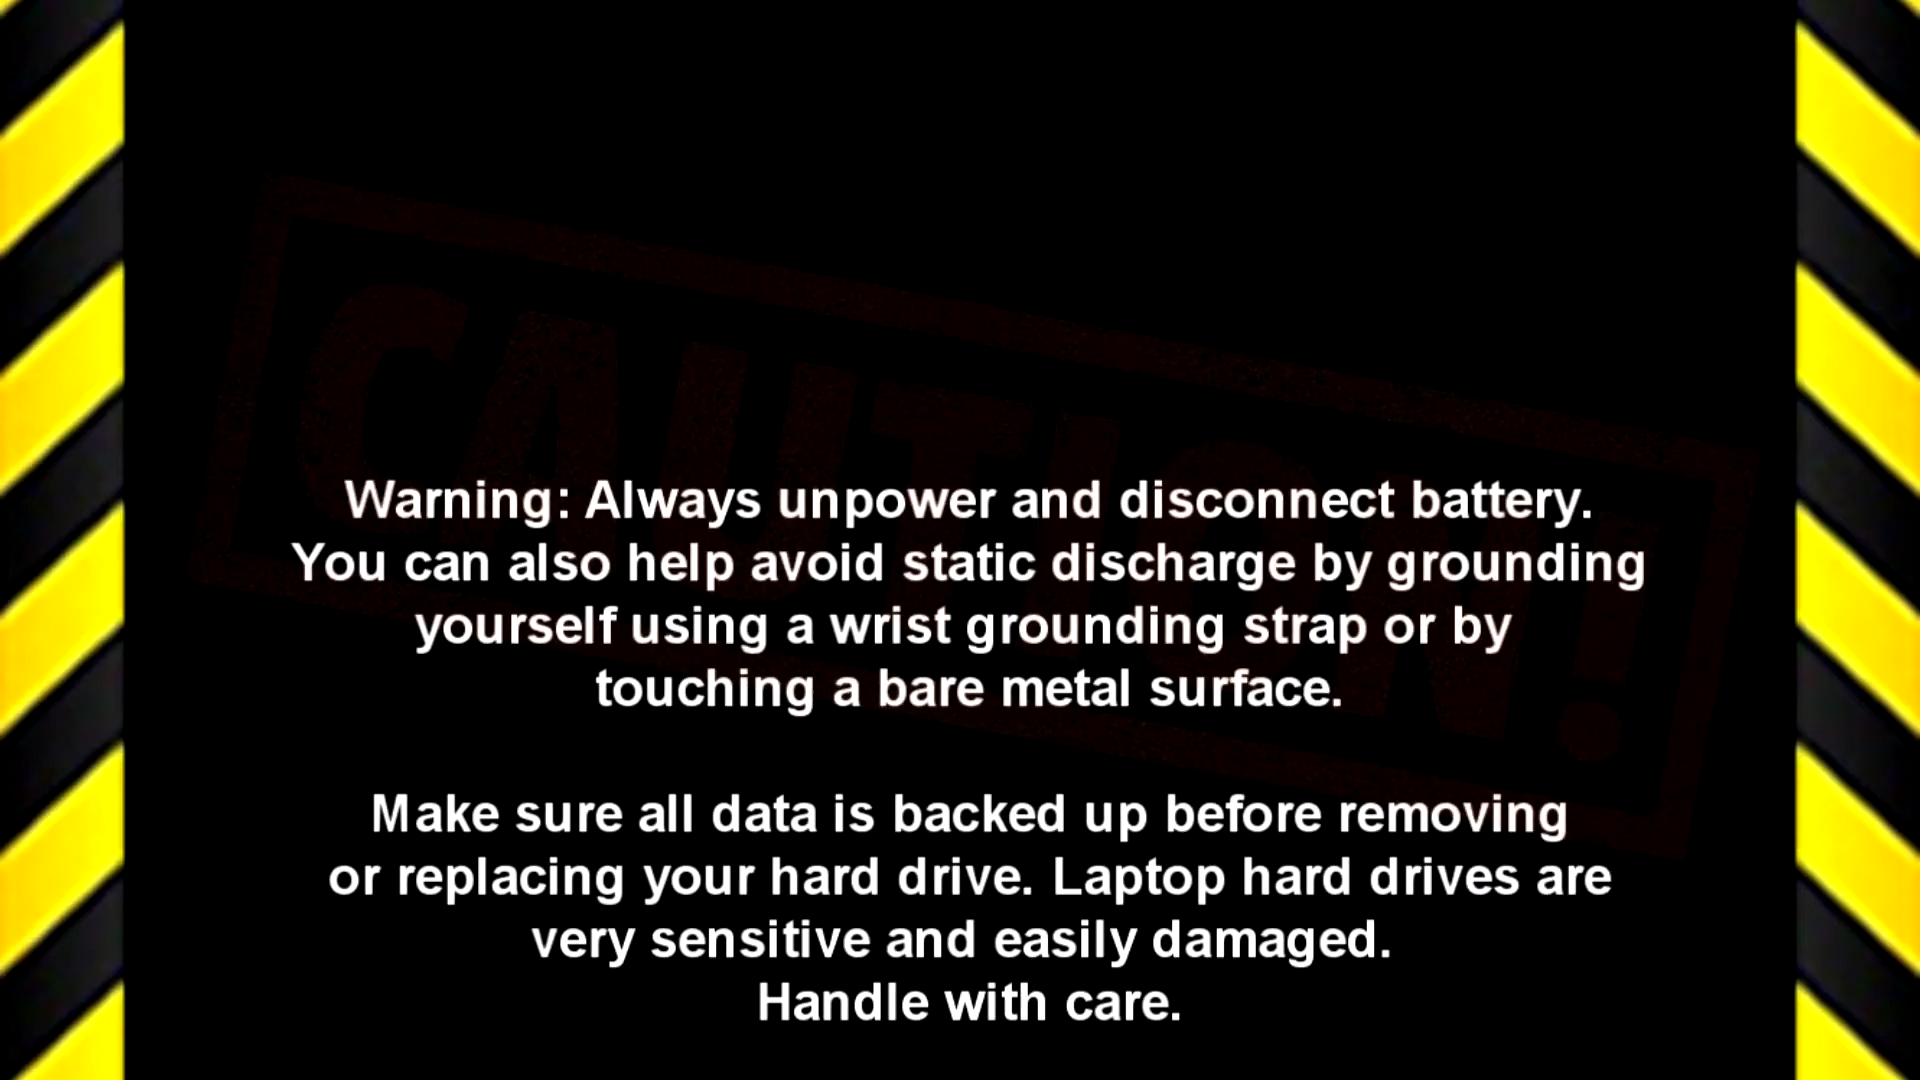 CAUTION!
Warning: Always unpower and disconnect battery.
You can also help avoid static discharge by grounding
yourself using a wrist grounding strap or by
touching a bare metal surface.
Make sure all data is backed up before removing
or replacing your hard drive. Laptop hard drives are
very sensitive and easily damaged.
Handle with care.